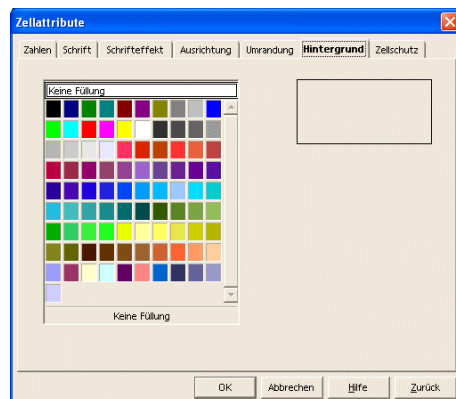 Zellattribute
Zahlen Schrift Schrifteffekt Ausrichtung Umrandung Hintergrund Zellschutz
Keine Füllung
Keine Füllung
OK Abbrechen Hilfe Zurück